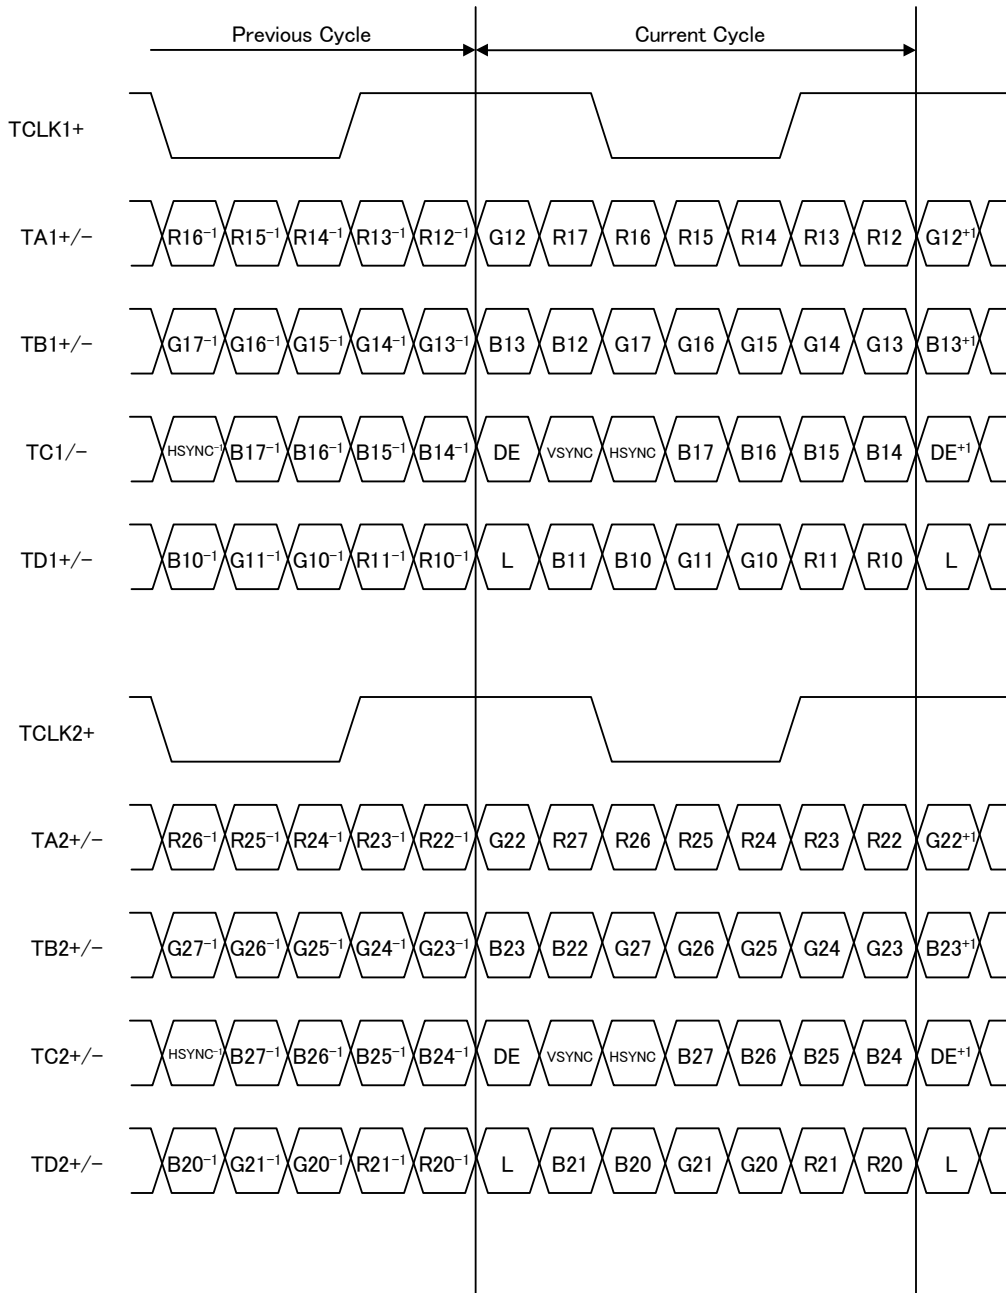 Previous Cycle Current Cycle
TCLK1+
TA1+/− R16⁻¹ R15⁻¹ R14⁻¹ R13⁻¹ R12⁻¹ G12 R17 R16 R15 R14 R13 R12 G12⁺¹
TB1+/− G17⁻¹ G16⁻¹ G15⁻¹ G14⁻¹ G13⁻¹ B13 B12 G17 G16 G15 G14 G13 B13⁺¹
TC1/− HSYNC⁻¹ B17⁻¹ B16⁻¹ B15⁻¹ B14⁻¹ DE VSYNC HSYNC B17 B16 B15 B14 DE⁺¹
TD1+/− B10⁻¹ G11⁻¹ G10⁻¹ R11⁻¹ R10⁻¹ L B11 B10 G11 G10 R11 R10 L
TCLK2+
TA2+/− R26⁻¹ R25⁻¹ R24⁻¹ R23⁻¹ R22⁻¹ G22 R27 R26 R25 R24 R23 R22 G22⁺¹
TB2+/− G27⁻¹ G26⁻¹ G25⁻¹ G24⁻¹ G23⁻¹ B23 B22 G27 G26 G25 G24 G23 B23⁺¹
TC2+/− HSYNC⁻¹ B27⁻¹ B26⁻¹ B25⁻¹ B24⁻¹ DE VSYNC HSYNC B27 B26 B25 B24 DE⁺¹
TD2+/− B20⁻¹ G21⁻¹ G20⁻¹ R21⁻¹ R20⁻¹ L B21 B20 G21 G20 R21 R20 L